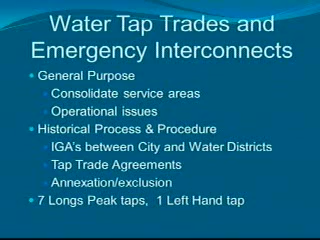 Water Tap Trades and
Emergency Interconnects
General Purpose
Consolidate service areas
Operational issues
Historical Process & Procedure
IGA's between City and Water Districts
Tap Trade Agreements
Annexation/exclusion
7 Longs Peak taps, 1 Left Hand tap